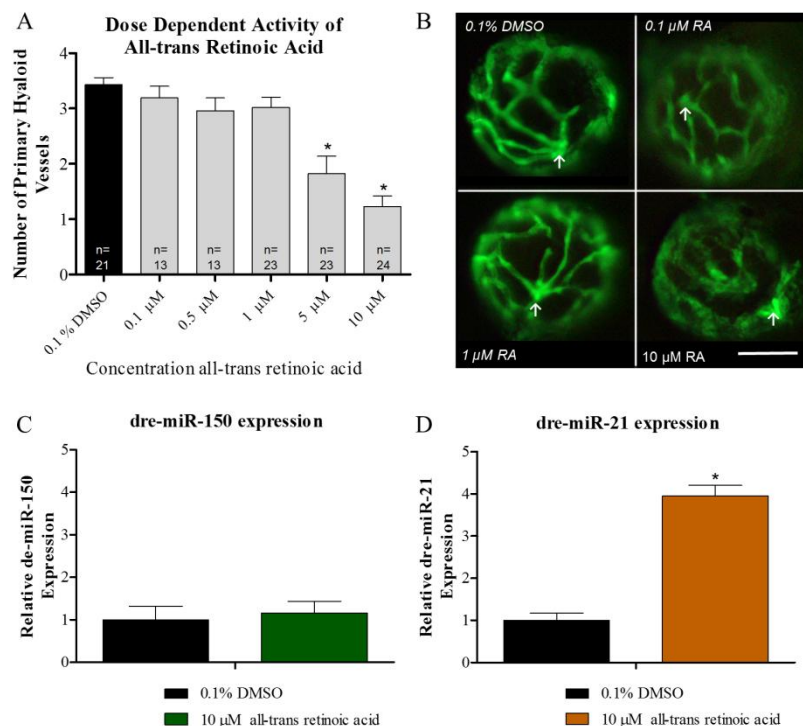 A
Dose Dependent Activity of
All-trans Retinoic Acid
Number of Primary Hyaloid
Vessels
4
3
2
1
0
*
*
n= n= n= n= n= n=
21 13 13 23 23 24
0.1 % DMSO 0.1 µM 0.5 µM 1 µM 5 µM 10 µM
Concentration all-trans retinoic acid
B
0.1% DMSO
0.1 µM RA
1 µM RA
10 µM RA
C
dre-miR-150 expression
Relative de-miR-150
Expression
5
4
3
2
1
0
0.1% DMSO
10 µM all-trans retinoic acid
D
dre-miR-21 expression
Relative dre-miR-21
Expression
5
4
3
2
1
0
*
0.1% DMSO
10 µM all-trans retinoic acid